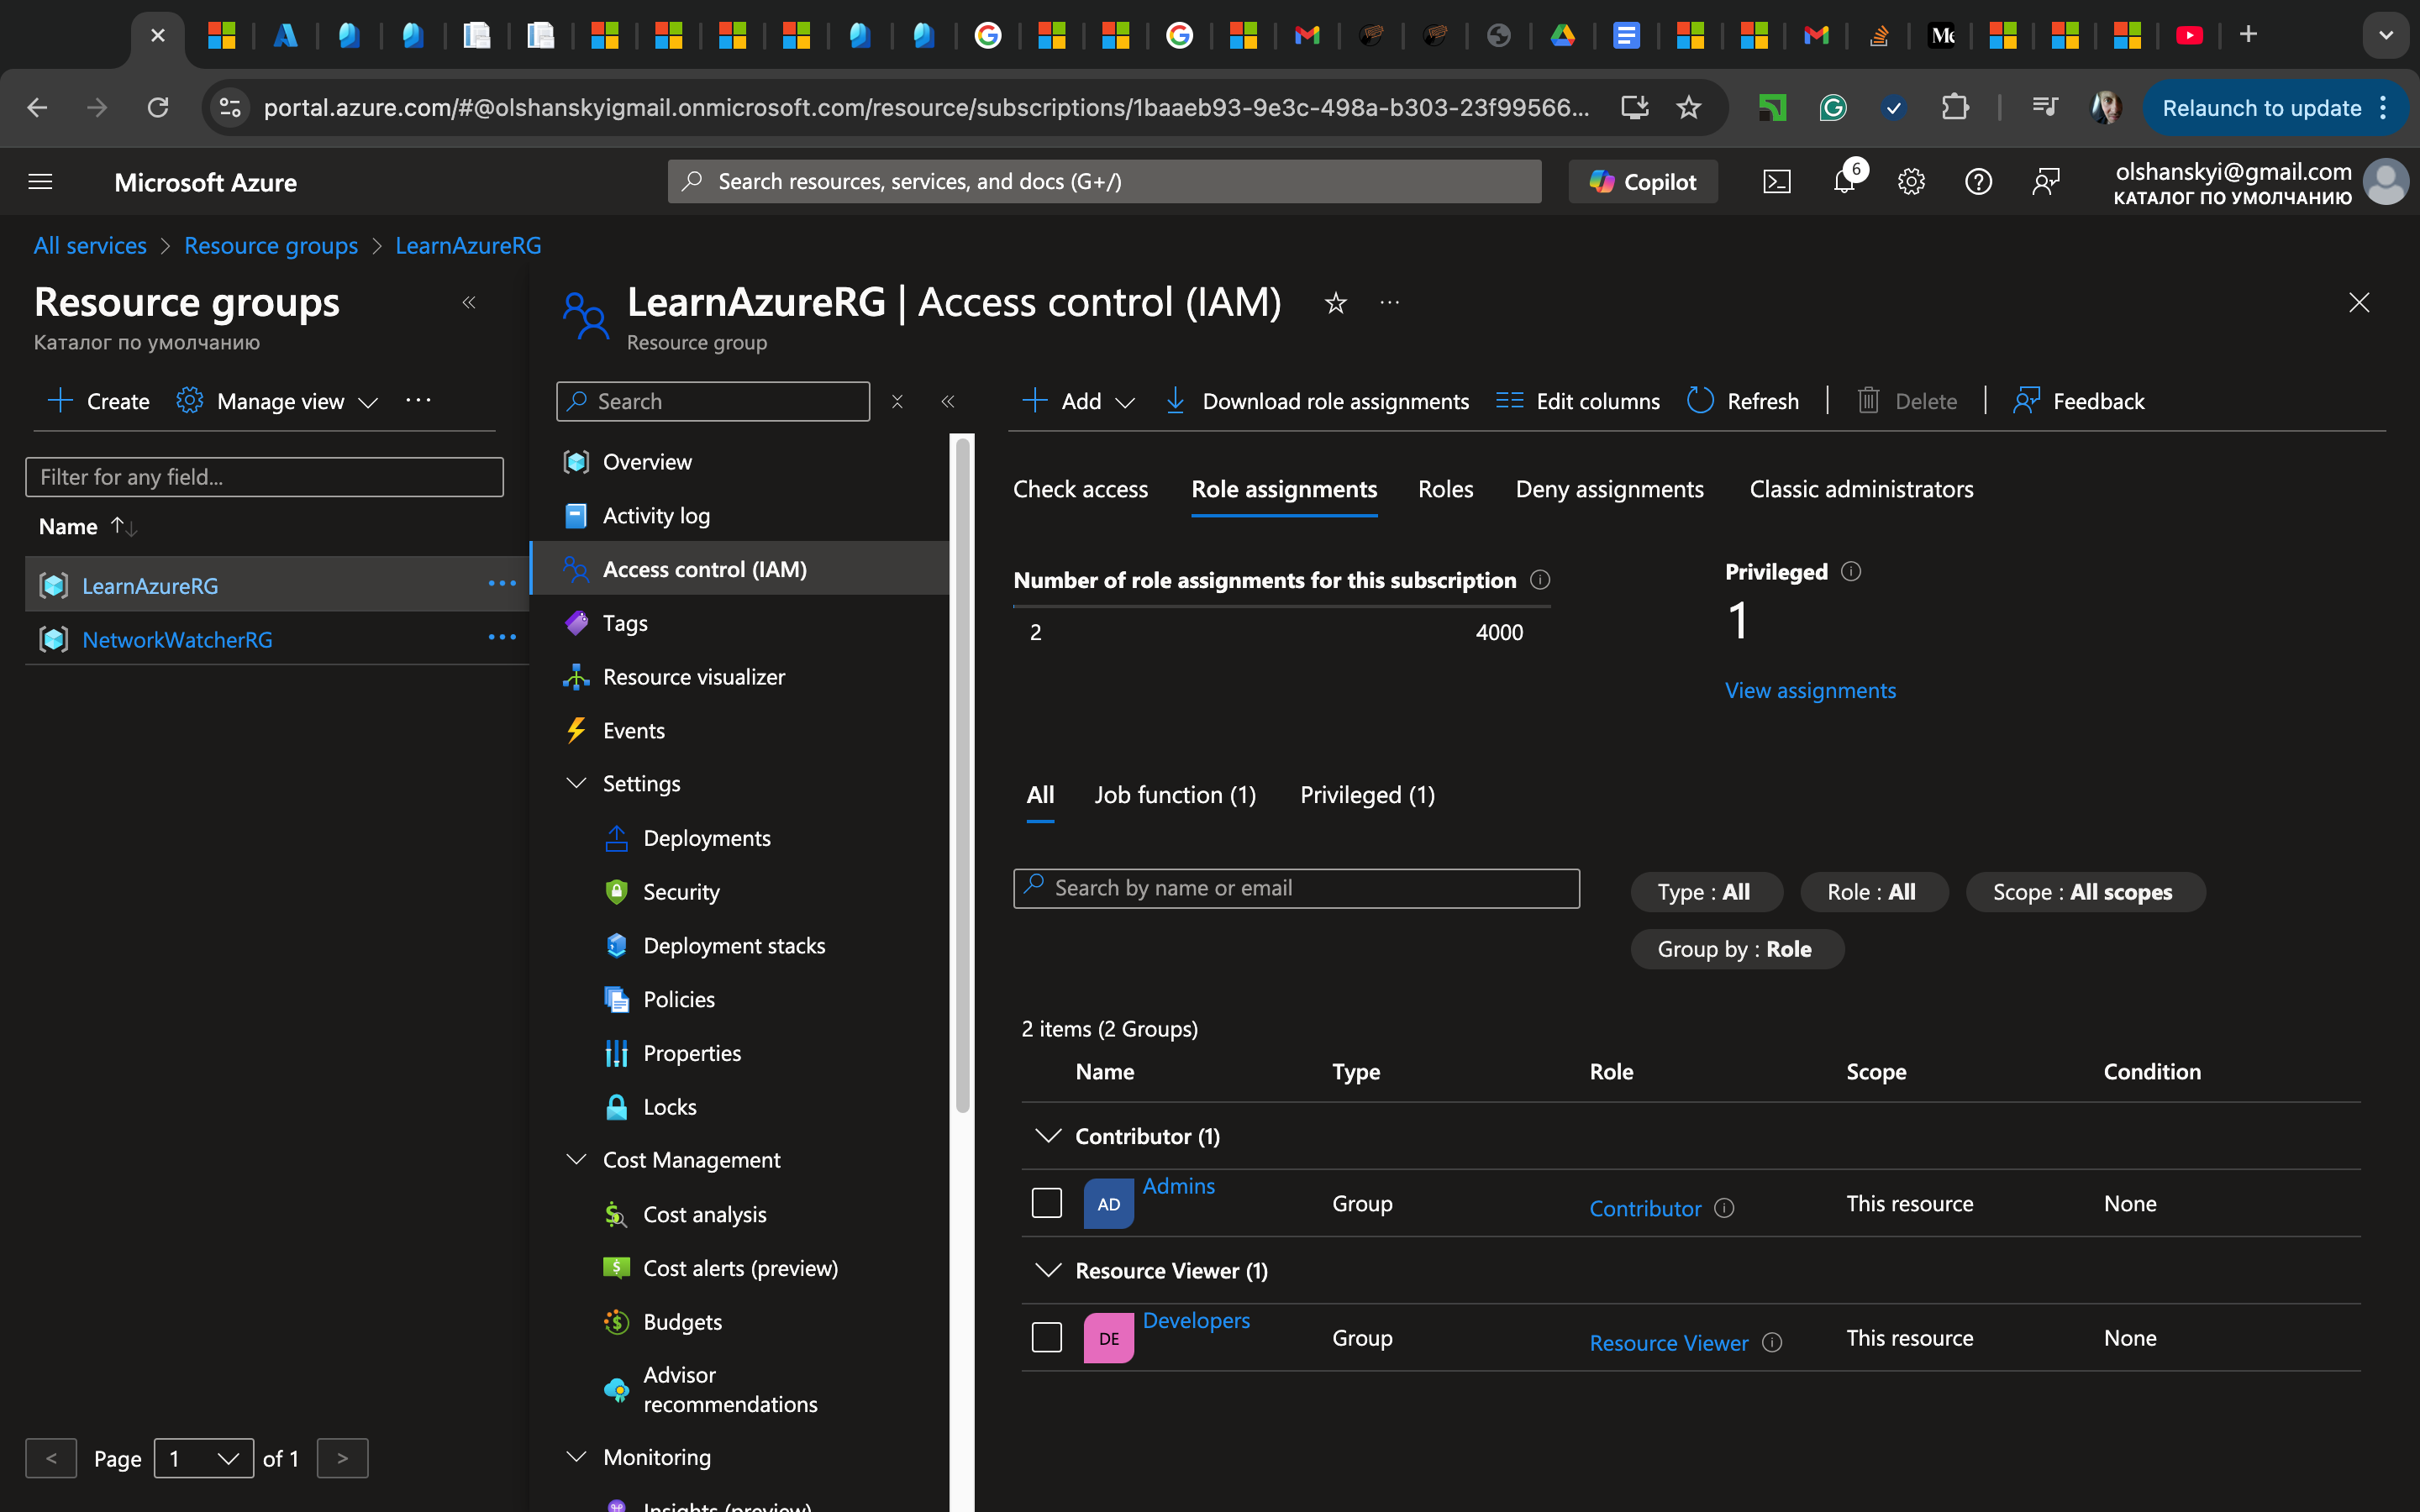 portal.azure.com/#@olshanskyigmail.onmicrosoft.com/resource/subscriptions/1baaeb93-9e3c-498a-b303-23f99566...
Relaunch to update
Microsoft Azure
Search resources, services, and docs (G+/)
Copilot
6
olshanskyi@gmail.com
КАТАЛОГ ПО УМОЛЧАНИЮ
All services > Resource groups > LearnAzureRG
Resource groups
Каталог по умолчанию
Create
Manage view
Filter for any field...
Name
LearnAzureRG
NetworkWatcherRG
< Page 1 of 1 >
LearnAzureRG | Access control (IAM)
Resource group
Search
Overview
Activity log
Access control (IAM)
Tags
Resource visualizer
Events
Settings
Deployments
Security
Deployment stacks
Policies
Properties
Locks
Cost Management
Cost analysis
Cost alerts (preview)
Budgets
Advisor
recommendations
Monitoring
Insights (preview)
Add
Download role assignments
Edit columns
Refresh
Delete
Feedback
Check access
Role assignments
Roles
Deny assignments
Classic administrators
Number of role assignments for this subscription
2 4000
Privileged
1
View assignments
All
Job function (1)
Privileged (1)
Search by name or email
Type : All
Role : All
Scope : All scopes
Group by : Role
2 items (2 Groups)
Name Type Role Scope Condition
Contributor (1)
AD Admins Group Contributor This resource None
Resource Viewer (1)
DE Developers Group Resource Viewer This resource None